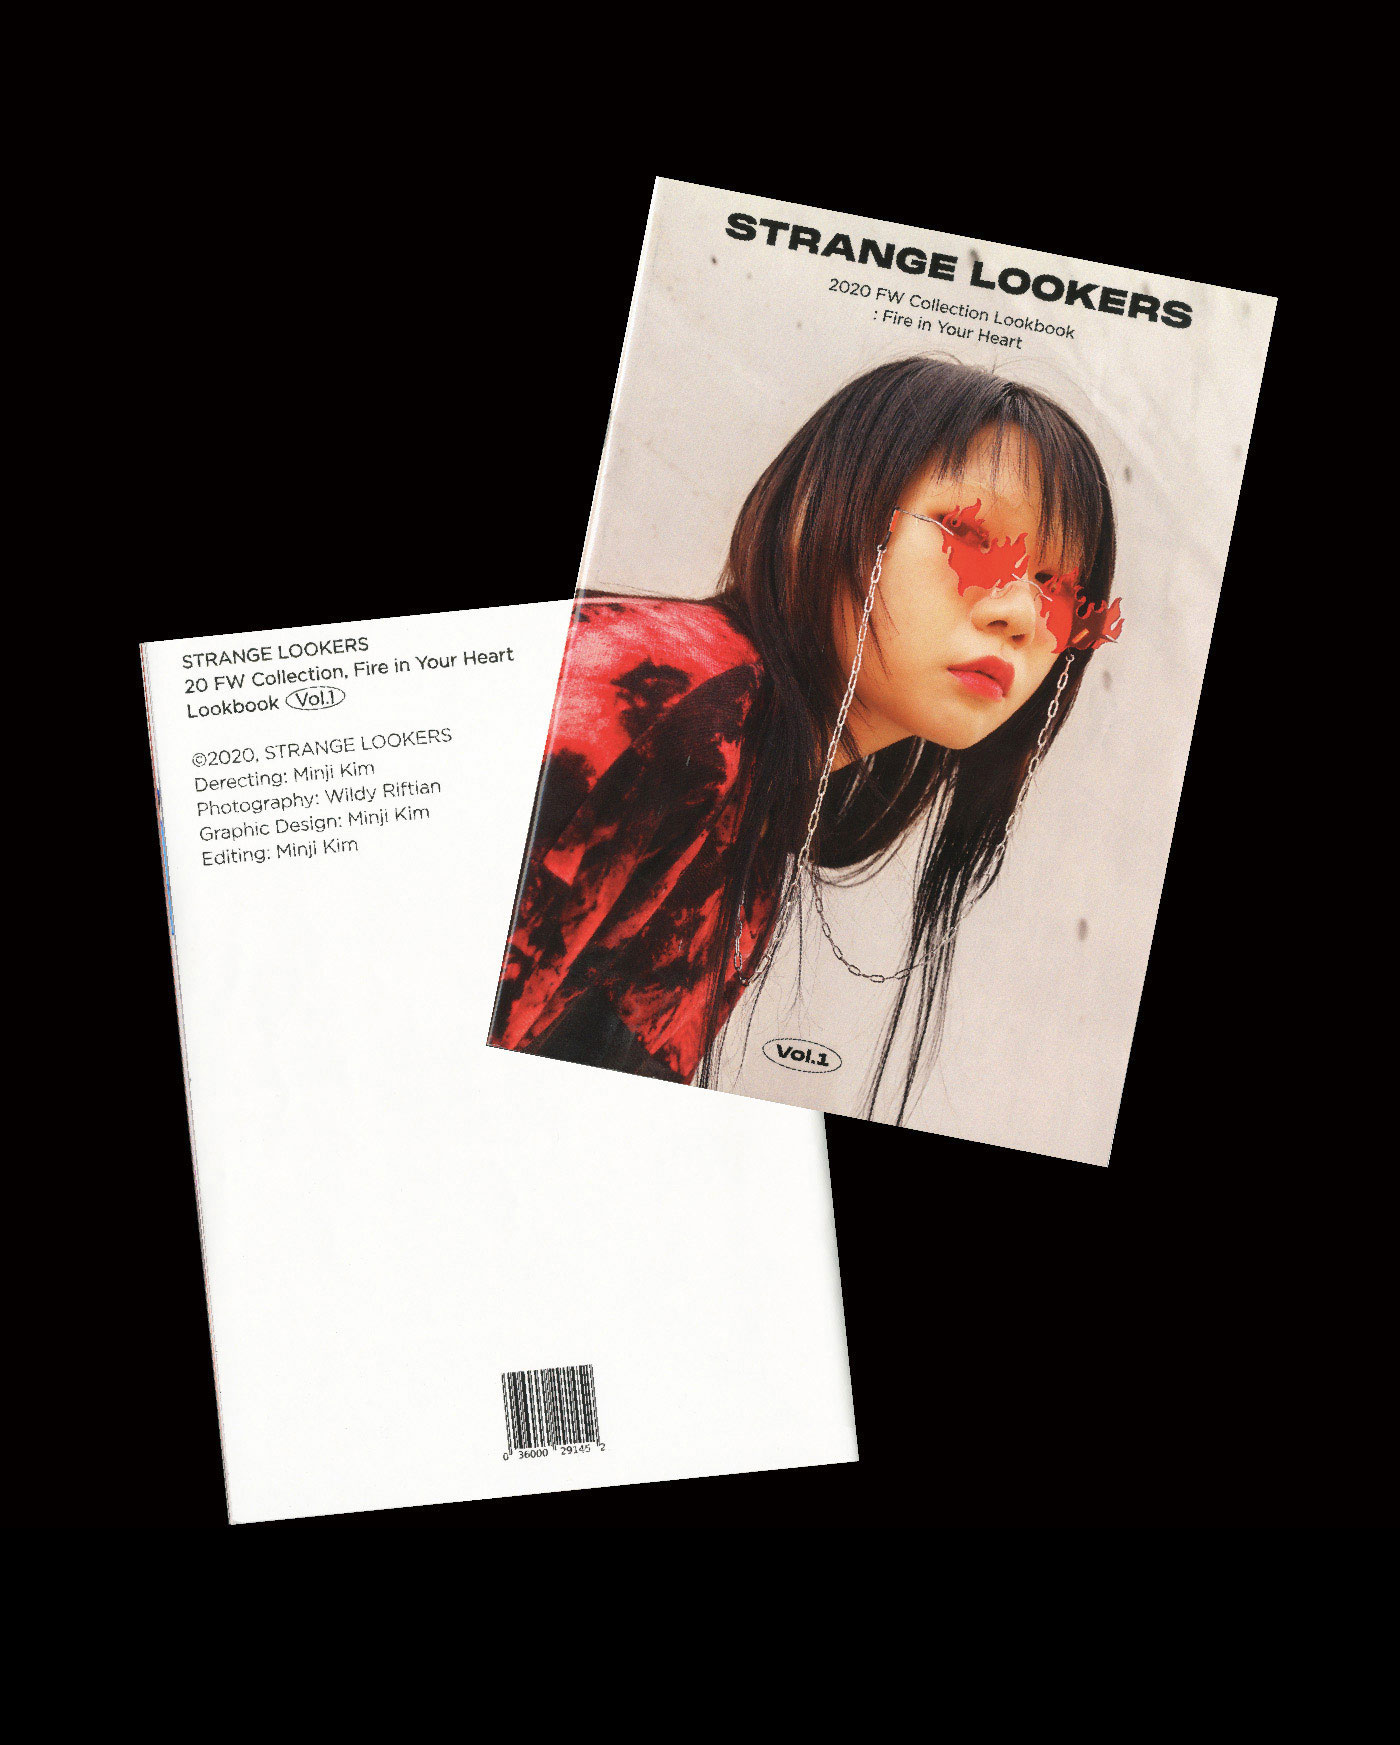 STRANGE LOOKERS
2020 FW Collection Lookbook
: Fire in Your Heart
Vol.1
STRANGE LOOKERS
20 FW Collection, Fire in Your Heart
Lookbook Vol.1
©2020, STRANGE LOOKERS
Derecting: Minji Kim
Photography: Wildy Riftian
Graphic Design: Minji Kim
Editing: Minji Kim
0 36000 29145 2